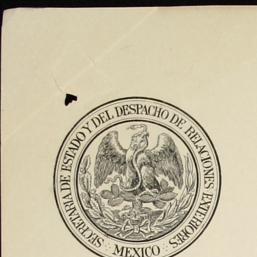 SECRETARIA DE ESTADO Y DEL DESPACHO DE RELACIONES EXTERIORES
MEXICO